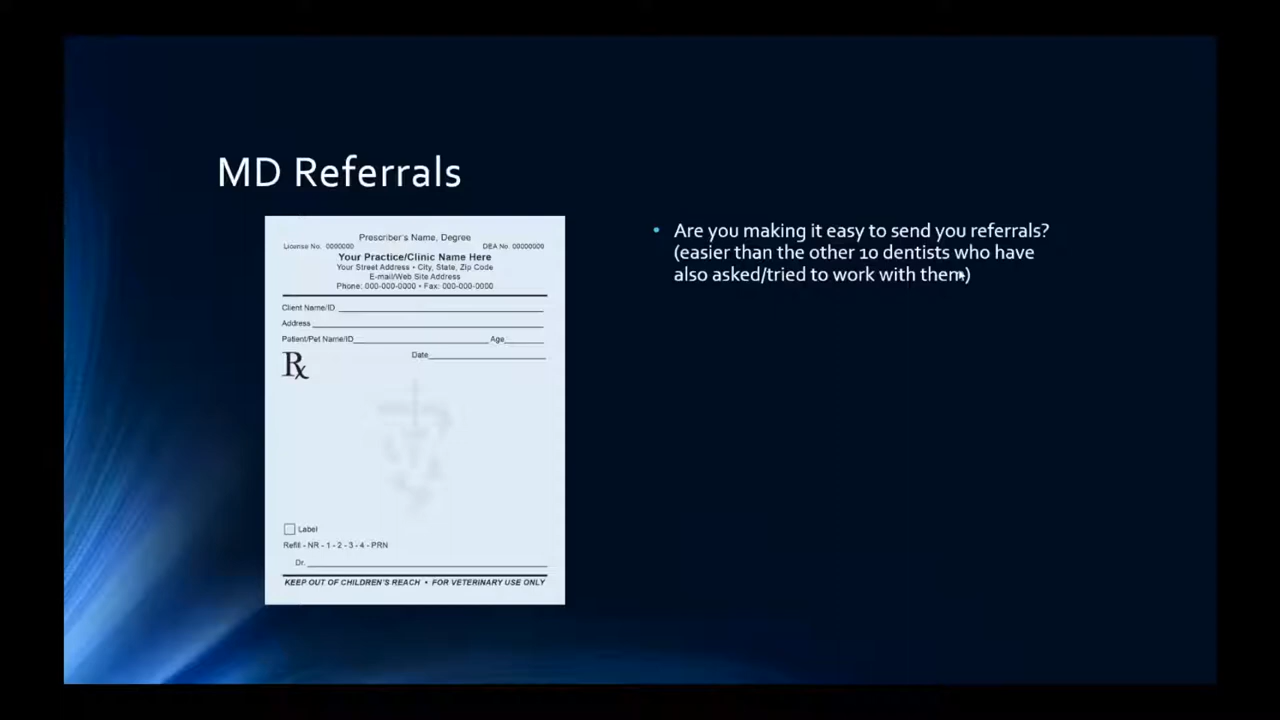 MD Referrals
Prescriber's Name, Degree
License No. 0000000 DEA No. 00000000
Your Practice/Clinic Name Here
Your Street Address • City, State, Zip Code
E-mail/Web Site Address
Phone: 000-000-0000 • Fax: 000-000-0000
Client Name/ID
Address
Patient/Pet Name/ID Age
Date
Rx
Label
Refill - NR - 1 - 2 - 3 - 4 - PRN
Dr.
KEEP OUT OF CHILDREN'S REACH • FOR VETERINARY USE ONLY
• Are you making it easy to send you referrals?
(easier than the other 10 dentists who have
also asked/tried to work with them)